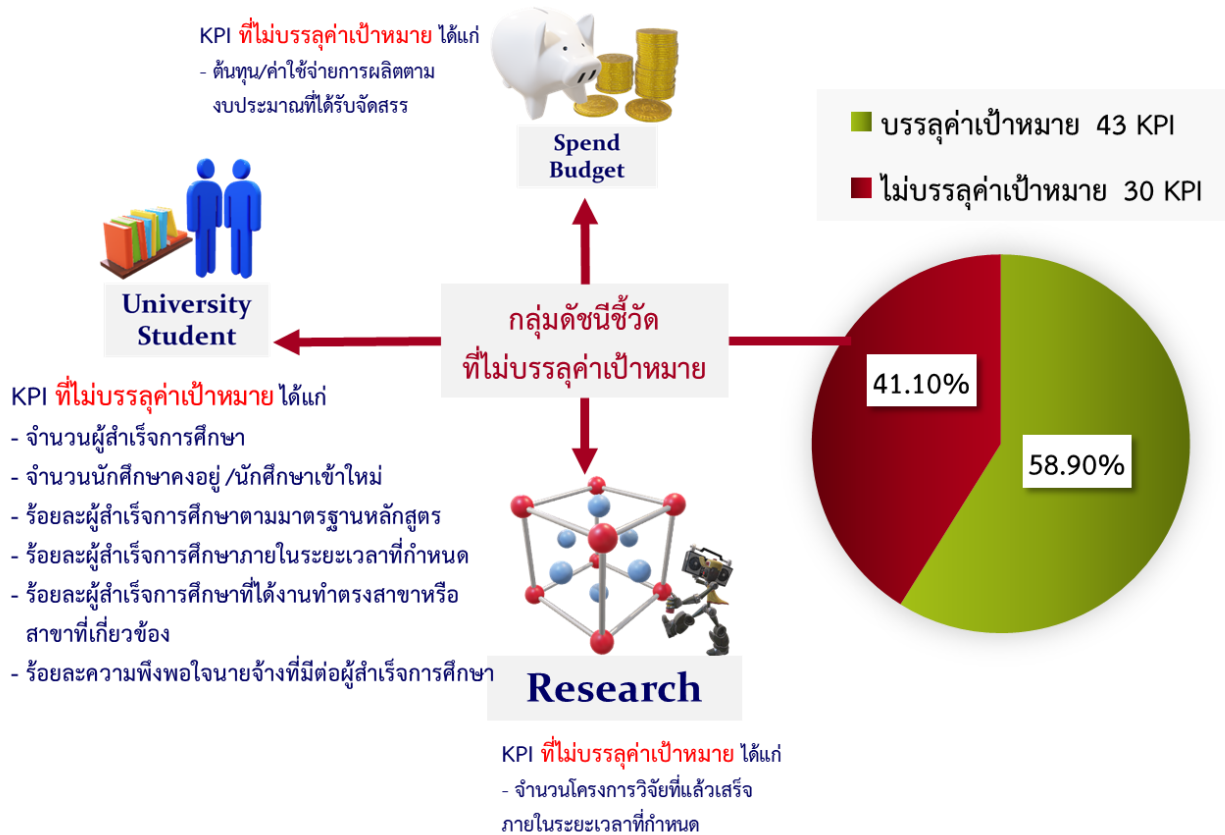 KPI ที่ไม่บรรลุค่าเป้าหมาย ได้แก่
- ต้นทุน/ค่าใช้จ่ายการผลิตตาม
งบประมาณที่ได้รับจัดสรร
Spend
Budget
บรรลุค่าเป้าหมาย 43 KPI
ไม่บรรลุค่าเป้าหมาย 30 KPI
University
Student
กลุ่มดัชนีชี้วัด
ที่ไม่บรรลุค่าเป้าหมาย
41.10%
58.90%
KPI ที่ไม่บรรลุค่าเป้าหมาย ได้แก่
- จำนวนผู้สำเร็จการศึกษา
- จำนวนนักศึกษาคงอยู่ /นักศึกษาเข้าใหม่
- ร้อยละผู้สำเร็จการศึกษาตามมาตรฐานหลักสูตร
- ร้อยละผู้สำเร็จการศึกษาภายในระยะเวลาที่กำหนด
- ร้อยละผู้สำเร็จการศึกษาที่ได้งานทำตรงสาขาหรือ
สาขาที่เกี่ยวข้อง
- ร้อยละความพึงพอใจนายจ้างที่มีต่อผู้สำเร็จการศึกษา
Research
KPI ที่ไม่บรรลุค่าเป้าหมาย ได้แก่
- จำนวนโครงการวิจัยที่แล้วเสร็จ
ภายในระยะเวลาที่กำหนด